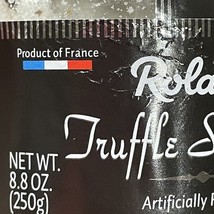 Product of France
Rola
Truffle S
NET WT.
8.8 OZ.
(250g)
Artificially F